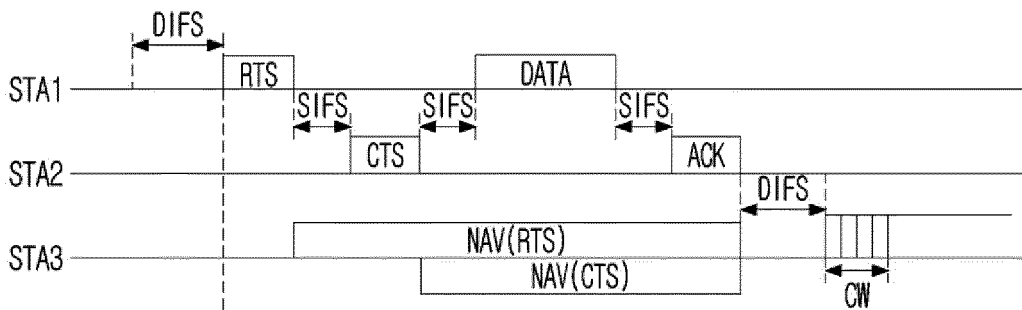 DIFS
STA1
RTS
DATA
SIFS
SIFS
SIFS
STA2
CTS
ACK
DIFS
STA3
NAV(RTS)
NAV(CTS)
CW